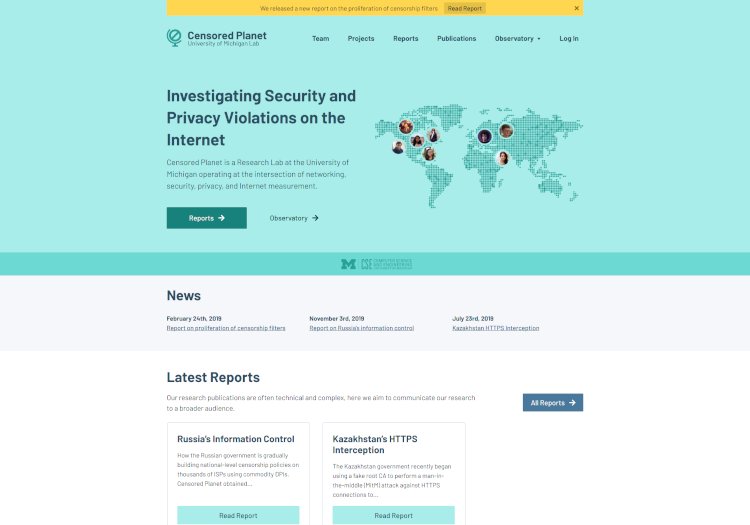 We released a new report on the proliferation of censorship filters Read Report ×
Censored Planet
University of Michigan Lab
Team Projects Reports Publications Observatory Log In
Investigating Security and
Privacy Violations on the
Internet
Censored Planet is a Research Lab at the University of
Michigan operating at the intersection of networking,
security, privacy, and Internet measurement.
Reports → Observatory →
M CSE COMPUTER SCIENCE
AND ENGINEERING
News
February 24th, 2019 November 3rd, 2019 July 23rd, 2019
Report on proliferation of censorship filters Report on Russia's information control Kazakhstan HTTPS Interception
Latest Reports
Our research publications are often technical and complex, here we aim to communicate our research
to a broader audience.
All Reports →
Russia's Information Control
How the Russian government is gradually
building national-level censorship policies on
thousands of ISPs using commodity DPIs.
Censored Planet obtained...
Read Report
Kazakhstan's HTTPS
Interception
The Kazakhstan government recently began
using a fake root CA to perform a man-in-
the-middle (MitM) attack against HTTPS
connections to...
Read Report